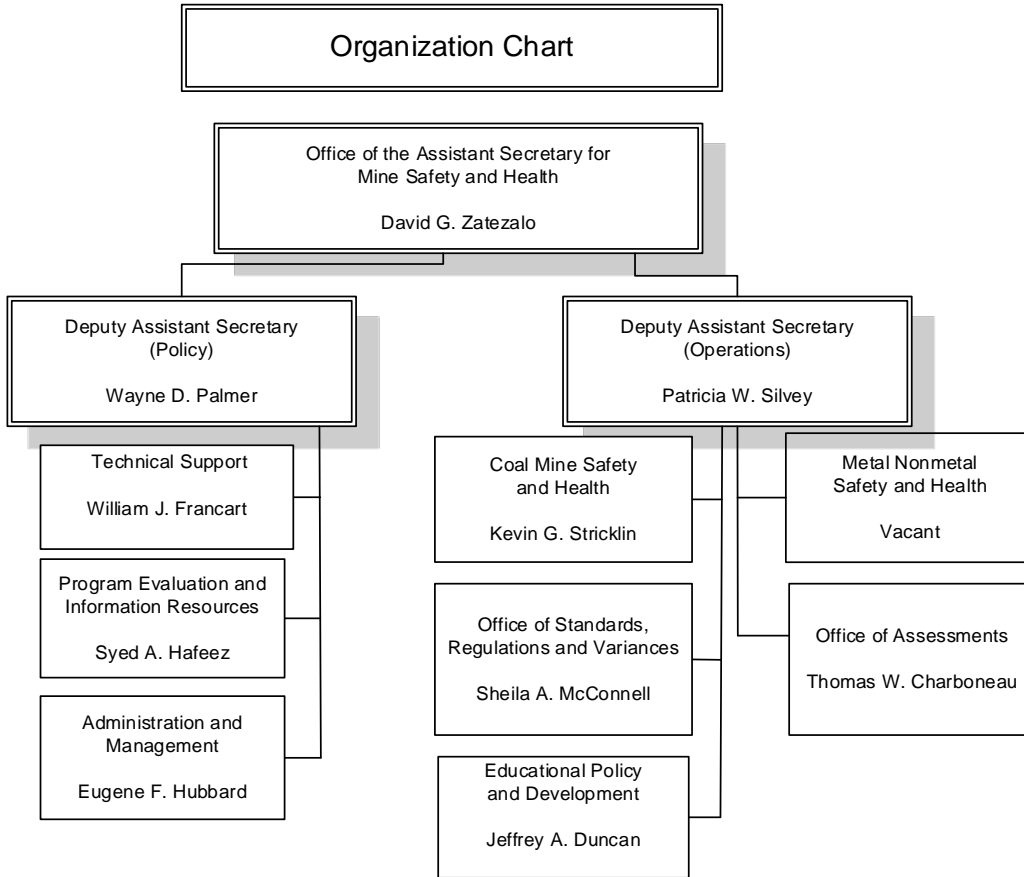 Organization Chart
Office of the Assistant Secretary for
Mine Safety and Health
David G. Zatezalo
Deputy Assistant Secretary
(Policy)
Wayne D. Palmer
Deputy Assistant Secretary
(Operations)
Patricia W. Silvey
Technical Support
William J. Francart
Program Evaluation and
Information Resources
Syed A. Hafeez
Administration and
Management
Eugene F. Hubbard
Coal Mine Safety
and Health
Kevin G. Stricklin
Metal Nonmetal
Safety and Health
Vacant
Office of Standards,
Regulations and Variances
Sheila A. McConnell
Office of Assessments
Thomas W. Charboneau
Educational Policy
and Development
Jeffrey A. Duncan